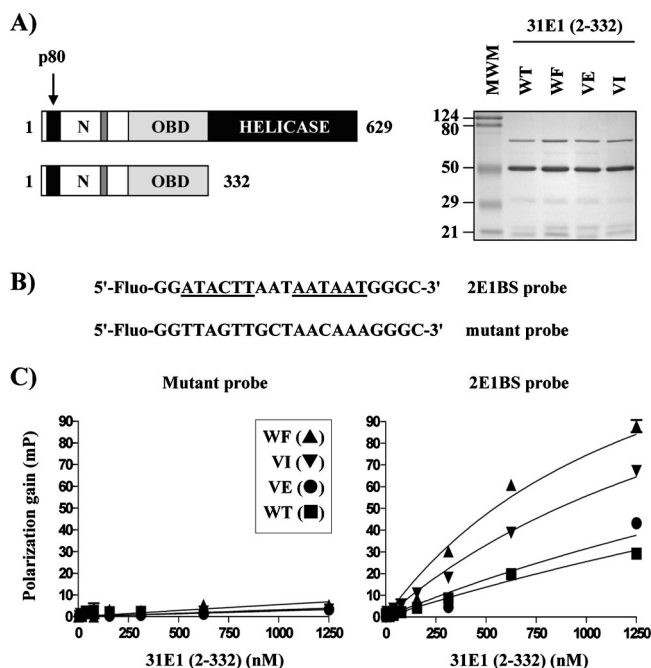 A)
p80
1 N OBD HELICASE 629
1 N OBD 332
31E1 (2-332)
MWM WT WF VE VI
124
80
50
29
21
B)
5'-Fluo-GGATACTTAATAATAATGGGC-3' 2E1BS probe
5'-Fluo-GGTTAGTTGCTAACAAAGGGC-3' mutant probe
C)
Mutant probe
Polarization gain (mP)
90
80
70
60
50
40
30
20
10
0
WF (▲)
VI (▼)
VE (●)
WT (■)
0 250 500 750 1000 1250
31E1 (2-332) (nM)
2E1BS probe
90
80
70
60
50
40
30
20
10
0
0 250 500 750 1000 1250
31E1 (2-332) (nM)